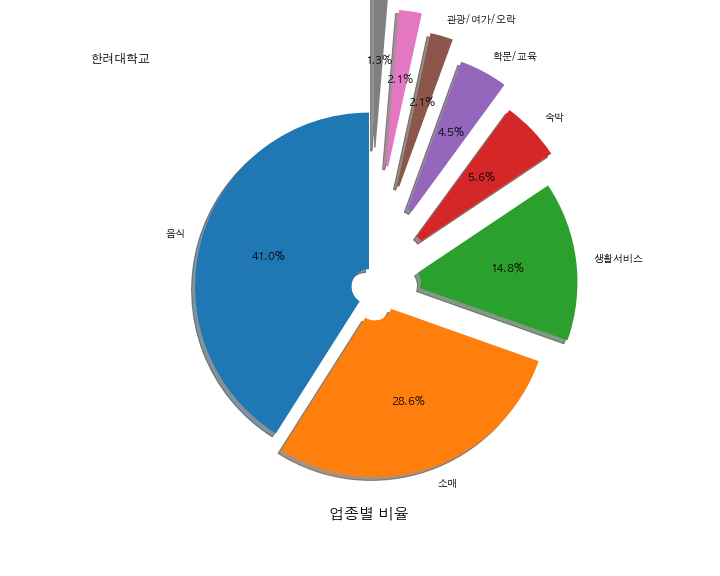 관광/여가/오락
학문/교육
한려대학교
1.3%
2.1%
2.1%
숙박
4.5%
5.6%
음식
41.0%
생활서비스
14.8%
28.6%
소매
업종별 비율